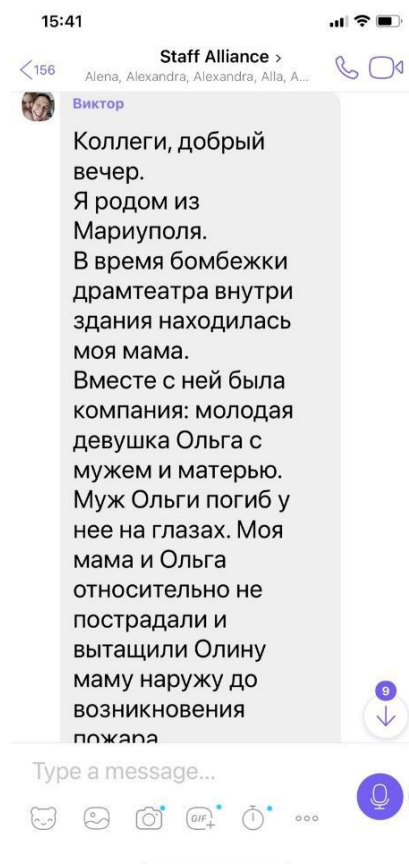 15:41
156
Staff Alliance >
Alena, Alexandra, Alexandra, Alla, A...
Виктор
Коллеги, добрый
вечер.
Я родом из
Мариуполя.
В время бомбежки
драмтеатра внутри
здания находилась
моя мама.
Вместе с ней была
компания: молодая
девушка Ольга с
мужем и матерью.
Муж Ольги погиб у
нее на глазах. Моя
мама и Ольга
относительно не
пострадали и
вытащили Олину
маму наружу до
возникновения
пожара
9
Type a message...
GIF